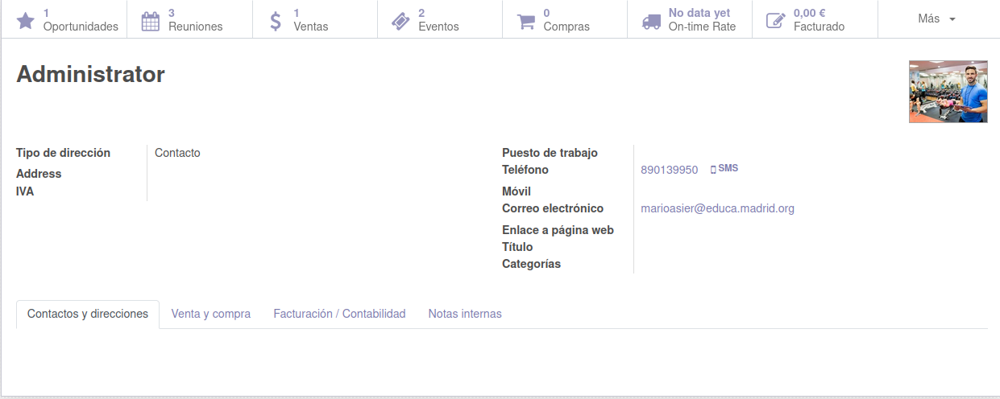 1
Oportunidades
3
Reuniones
1
Ventas
2
Eventos
0
Compras
No data yet
On-time Rate
0,00 €
Facturado
Más
Administrator
Tipo de dirección Contacto
Address
IVA
Puesto de trabajo
Teléfono 890139950 SMS
Móvil
Correo electrónico marioasier@educa.madrid.org
Enlace a página web
Título
Categorías
Contactos y direcciones Venta y compra Facturación / Contabilidad Notas internas